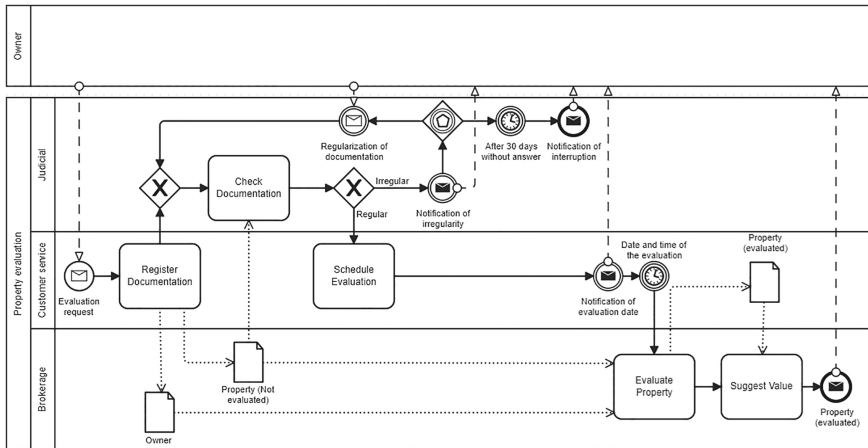 Owner
Property evaluation
Judicial
Customer service
Brokerage
Regularization
of documentation
After 30 days
without answer
Notification of
interruption
Check
Documentation
Irregular
Regular
Notification of
irregularity
Evaluation
request
Register
Documentation
Schedule
Evaluation
Notification of
evaluation date
Date and time of
the evaluation
Property
(evaluated)
Property (Not
evaluated)
Owner
Evaluate
Property
Suggest Value
Property
(evaluated)